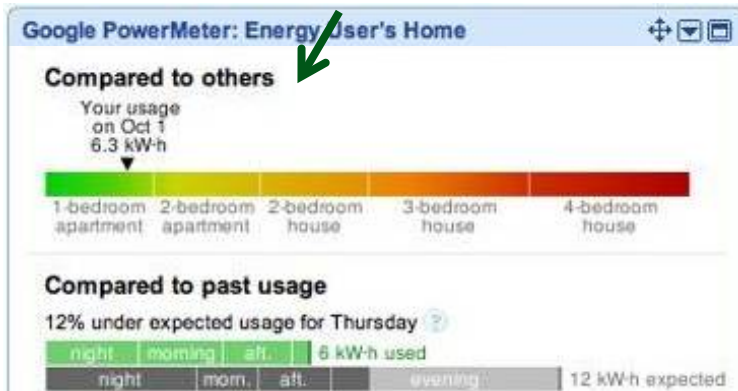 Google PowerMeter: Energy User's Home
Compared to others
Your usage
on Oct 1
6.3 kW·h
1-bedroom 2-bedroom 2-bedroom 3-bedroom 4-bedroom
apartment apartment house house house
Compared to past usage
12% under expected usage for Thursday ?
night morning aft. 6 kW·h used
night morn. aft. evening 12 kW·h expected